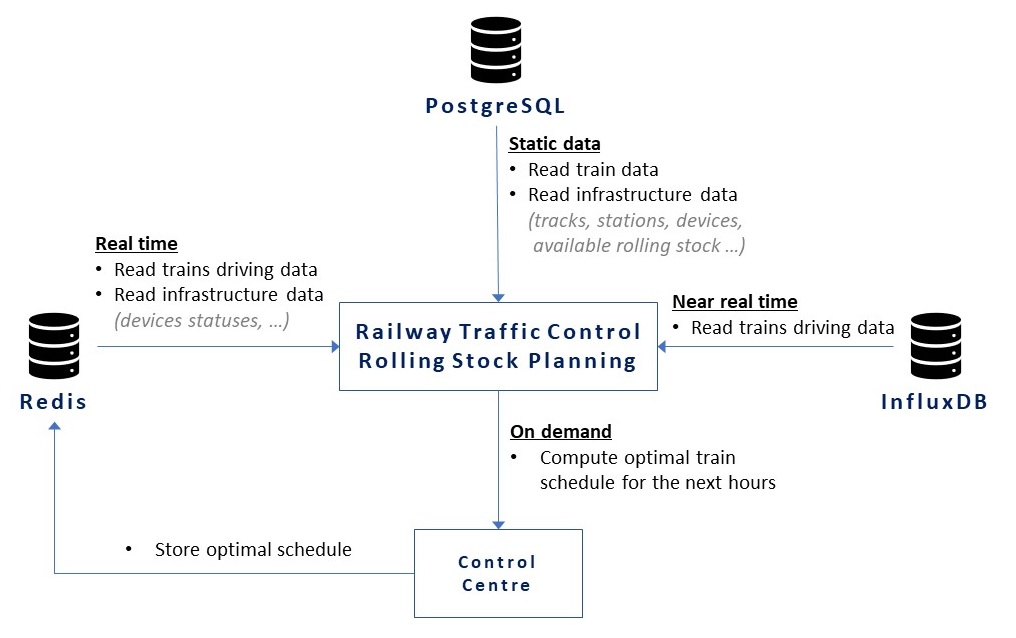 PostgreSQL
Static data
• Read train data
• Read infrastructure data
(tracks, stations, devices,
available rolling stock …)
Real time
• Read trains driving data
• Read infrastructure data
(devices statuses, …)
Near real time
• Read trains driving data
Railway Traffic Control
Rolling Stock Planning
Redis
InfluxDB
On demand
• Compute optimal train
schedule for the next hours
• Store optimal schedule
Control
Centre